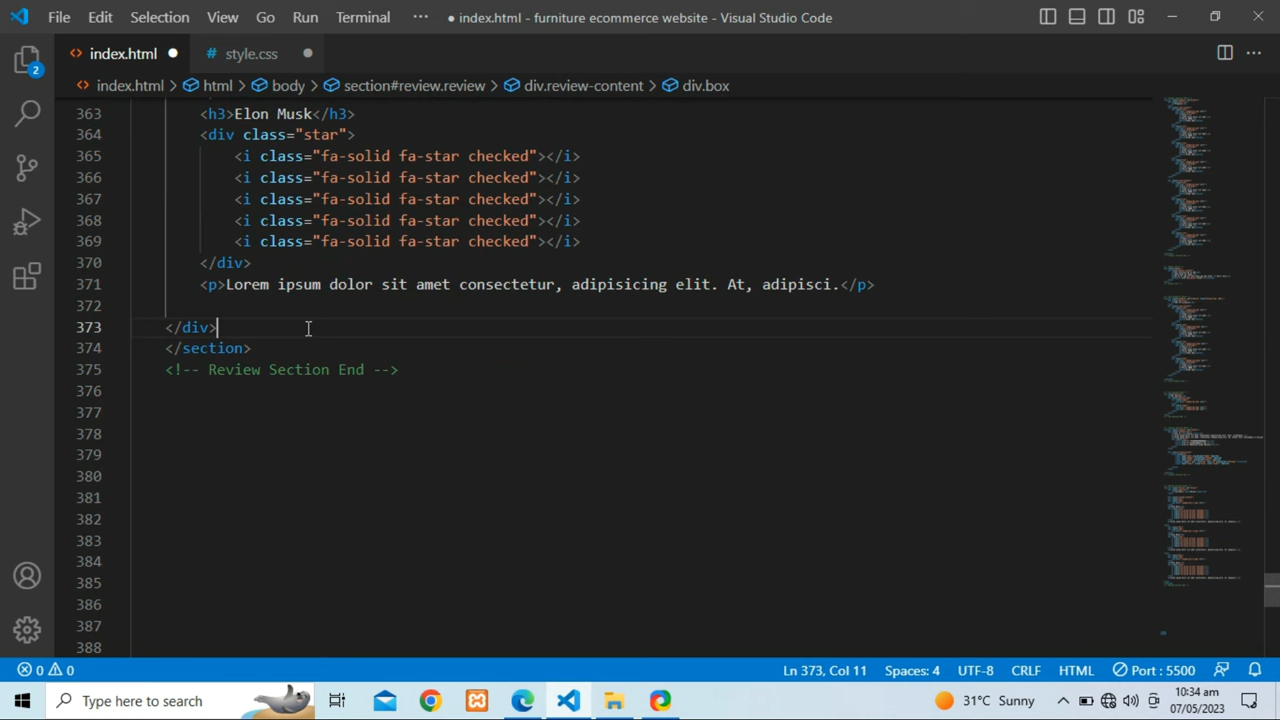 File Edit Selection View Go Run Terminal ··· ● index.html - furniture ecommerce website - Visual Studio Code
<> index.html ● # style.css ●
<> index.html > html > body > section#review.review > div.review-content > div.box
363 <h3>Elon Musk</h3>
364 <div class="star">
365 <i class="fa-solid fa-star checked"></i>
366 <i class="fa-solid fa-star checked"></i>
367 <i class="fa-solid fa-star checked"></i>
368 <i class="fa-solid fa-star checked"></i>
369 <i class="fa-solid fa-star checked"></i>
370 </div>
371 <p>Lorem ipsum dolor sit amet consectetur, adipisicing elit. At, adipisci.</p>
372
373 </div>
374 </section>
375 <!-- Review Section End -->
376
377
378
379
380
381
382
383
384
385
386
387
388
2
0 0 Ln 373, Col 11 Spaces: 4 UTF-8 CRLF HTML Port : 5500
Type here to search 31°C Sunny 10:34 am
07/05/2023